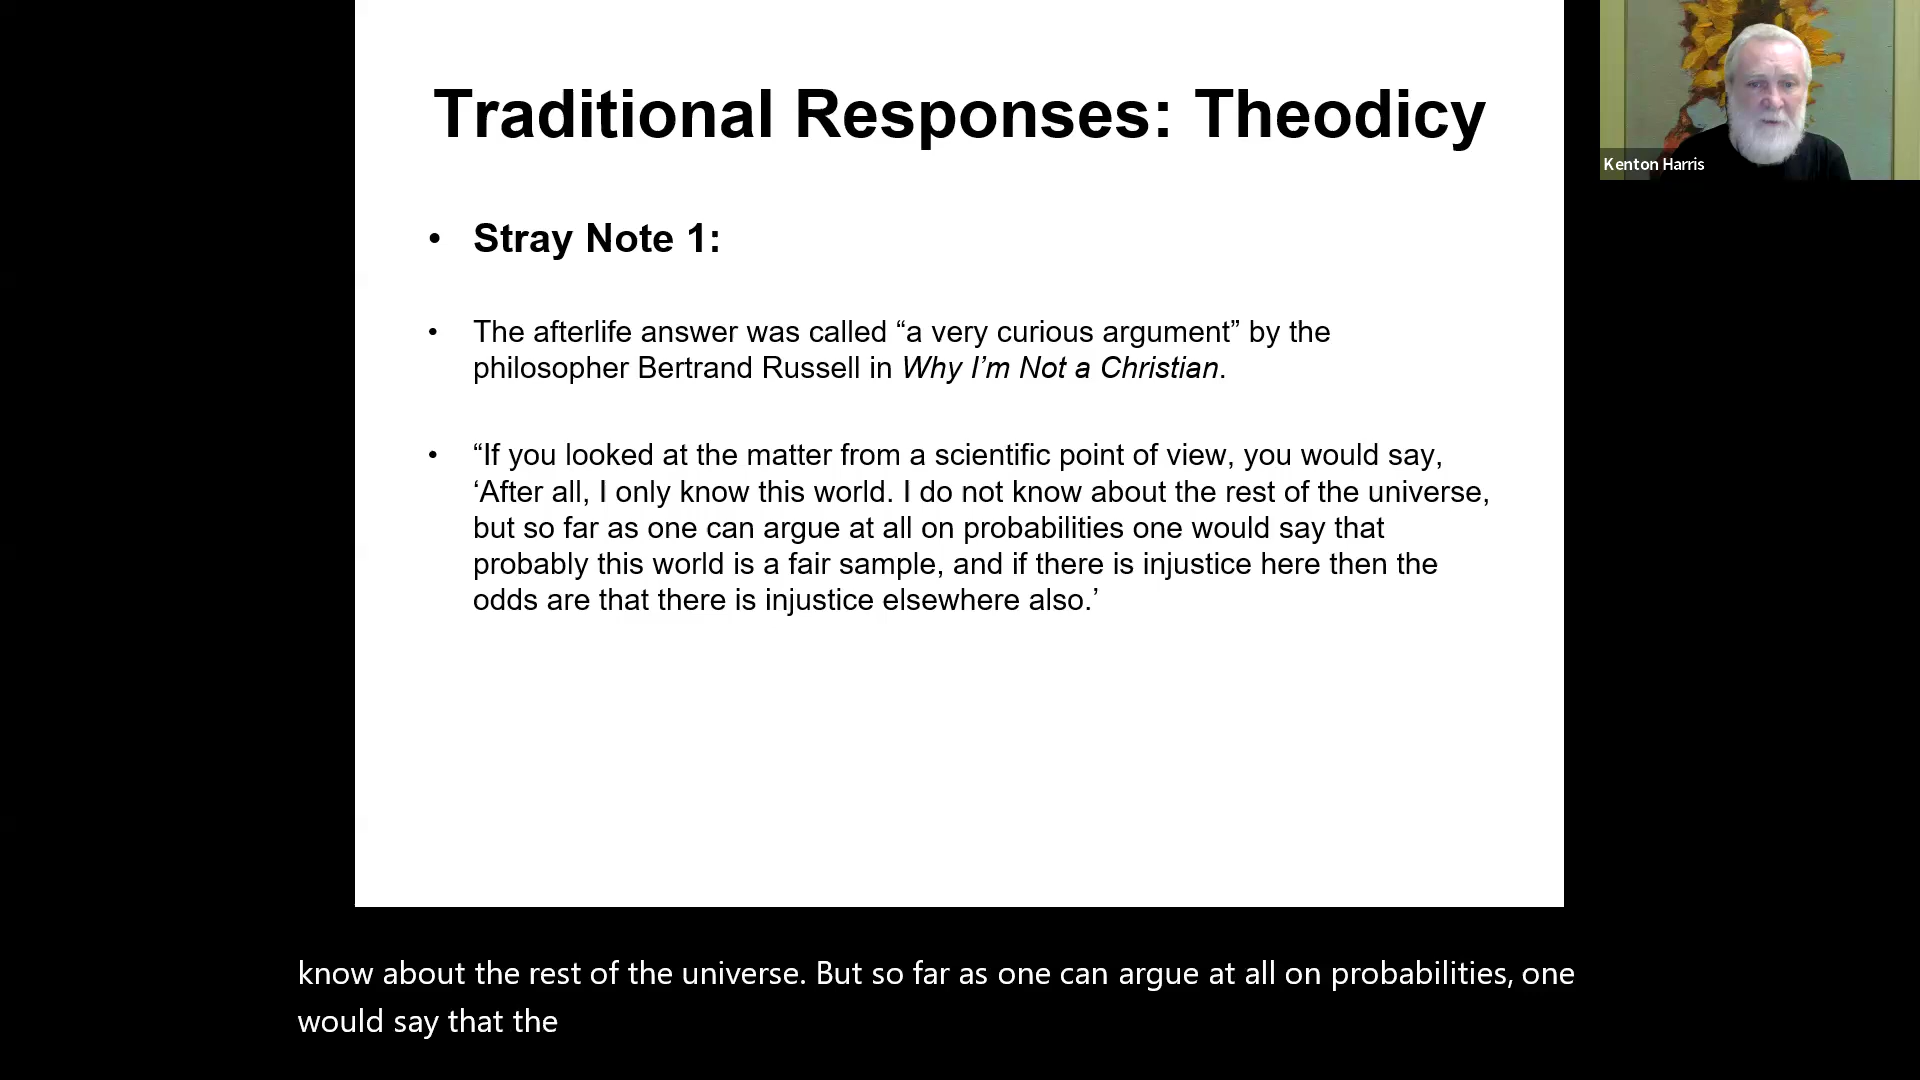 Traditional Responses: Theodicy
Kenton Harris
• Stray Note 1:
• The afterlife answer was called “a very curious argument” by the
philosopher Bertrand Russell in Why I’m Not a Christian.
• “If you looked at the matter from a scientific point of view, you would say,
‘After all, I only know this world. I do not know about the rest of the universe,
but so far as one can argue at all on probabilities one would say that
probably this world is a fair sample, and if there is injustice here then the
odds are that there is injustice elsewhere also.’
know about the rest of the universe. But so far as one can argue at all on probabilities, one
would say that the